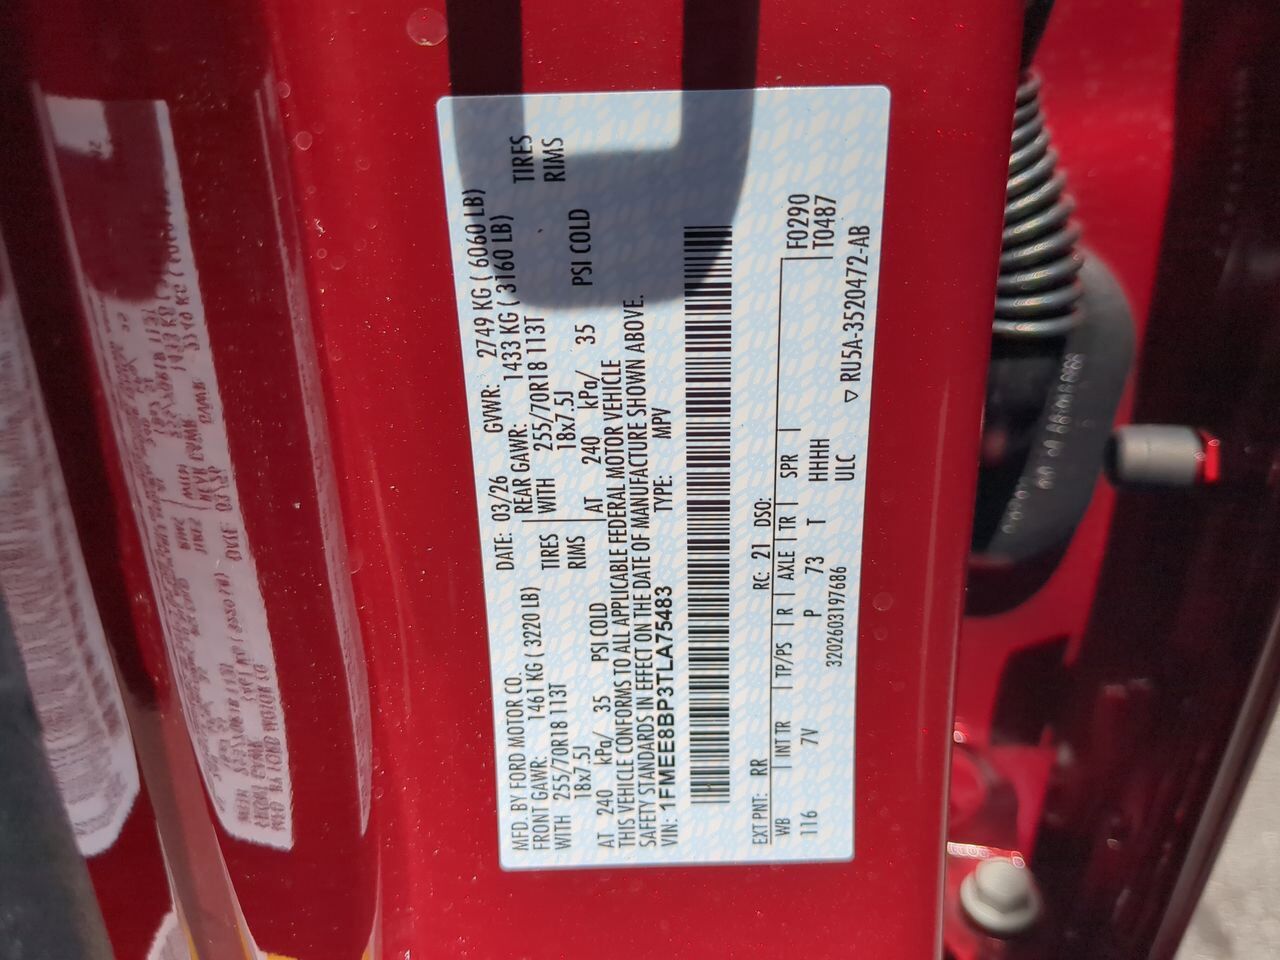 MFD. BY FORD MOTOR CO.
DATE: 03/26 GVWR: 2749 KG ( 6060 LB)
FRONT GAWR: 1461 KG ( 3220 LB) REAR GAWR: 1433 KG ( 3160 LB)
WITH 255/70R18 113T TIRES WITH 255/70R18 113T TIRES
18x7.5J RIMS 18x7.5J RIMS
AT 240 kPa/ 35 PSI COLD AT 240 kPa/ 35 PSI COLD
THIS VEHICLE CONFORMS TO ALL APPLICABLE FEDERAL MOTOR VEHICLE
SAFETY STANDARDS IN EFFECT ON THE DATE OF MANUFACTURE SHOWN ABOVE.
VIN: 1FMEE8BP3TLA75483 TYPE: MPV
EXT PNT: RR RC: 21 DSO: F0290
WB INT TR TP/PS R AXLE TR SPR T0487
116 7V P 73 T HHHH
320260319​7686 ULC
▽ RU5A-3520472-AB